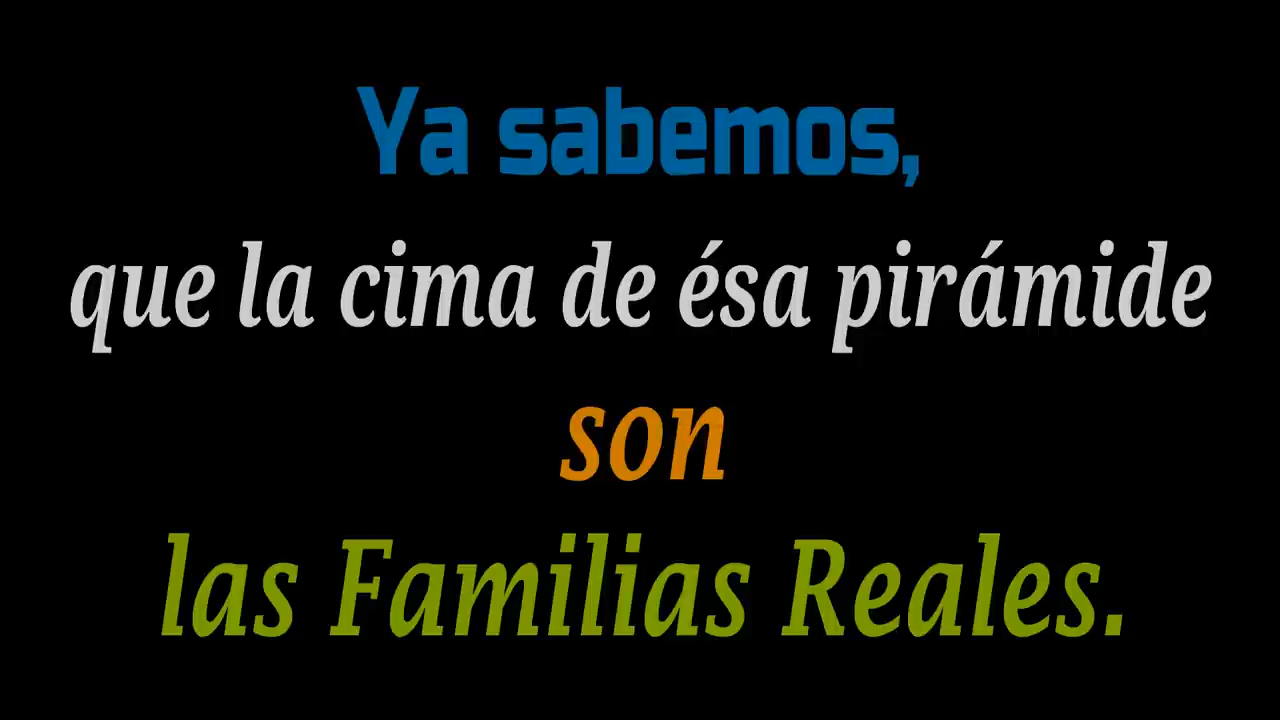 Ya sabemos,
que la cima de ésa pirámide
son
las Familias Reales.